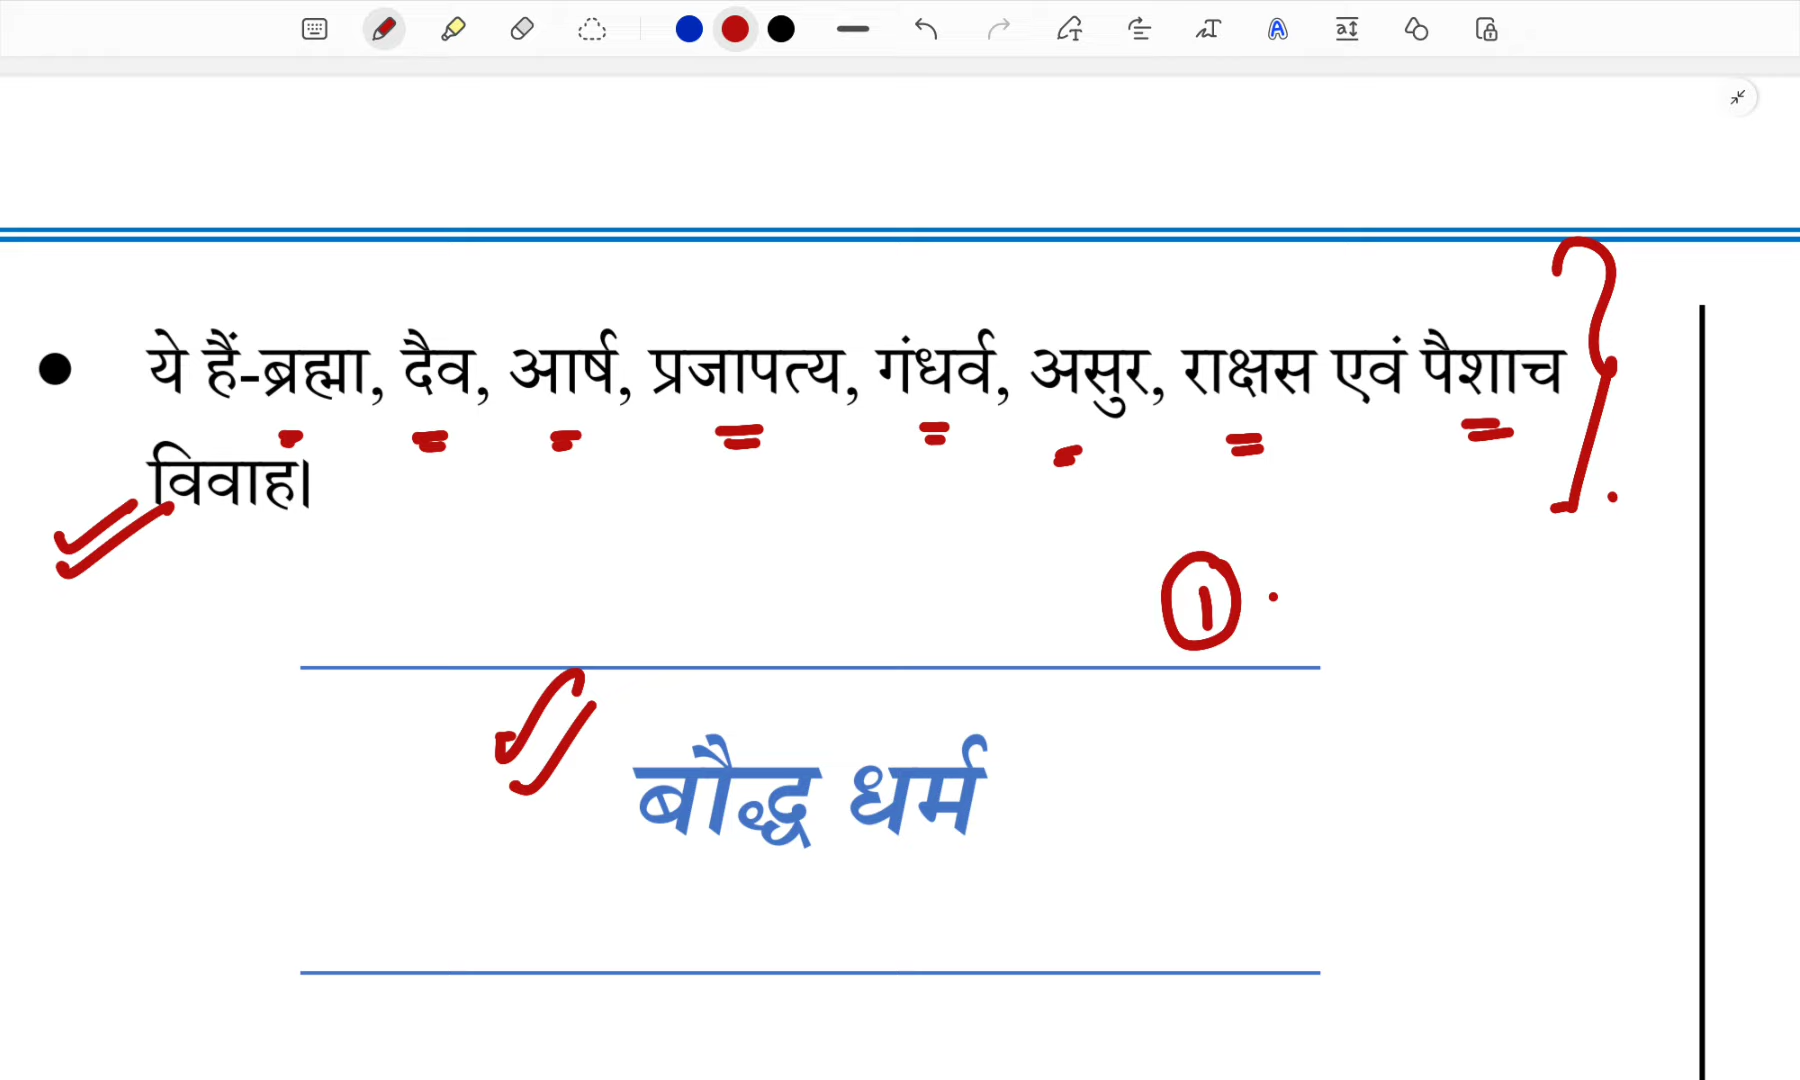 ये हैं-ब्रह्मा, दैव, आर्ष, प्रजापत्य, गंधर्व, असुर, राक्षस एवं पैशाच
विवाह।
1
बौद्ध धर्म